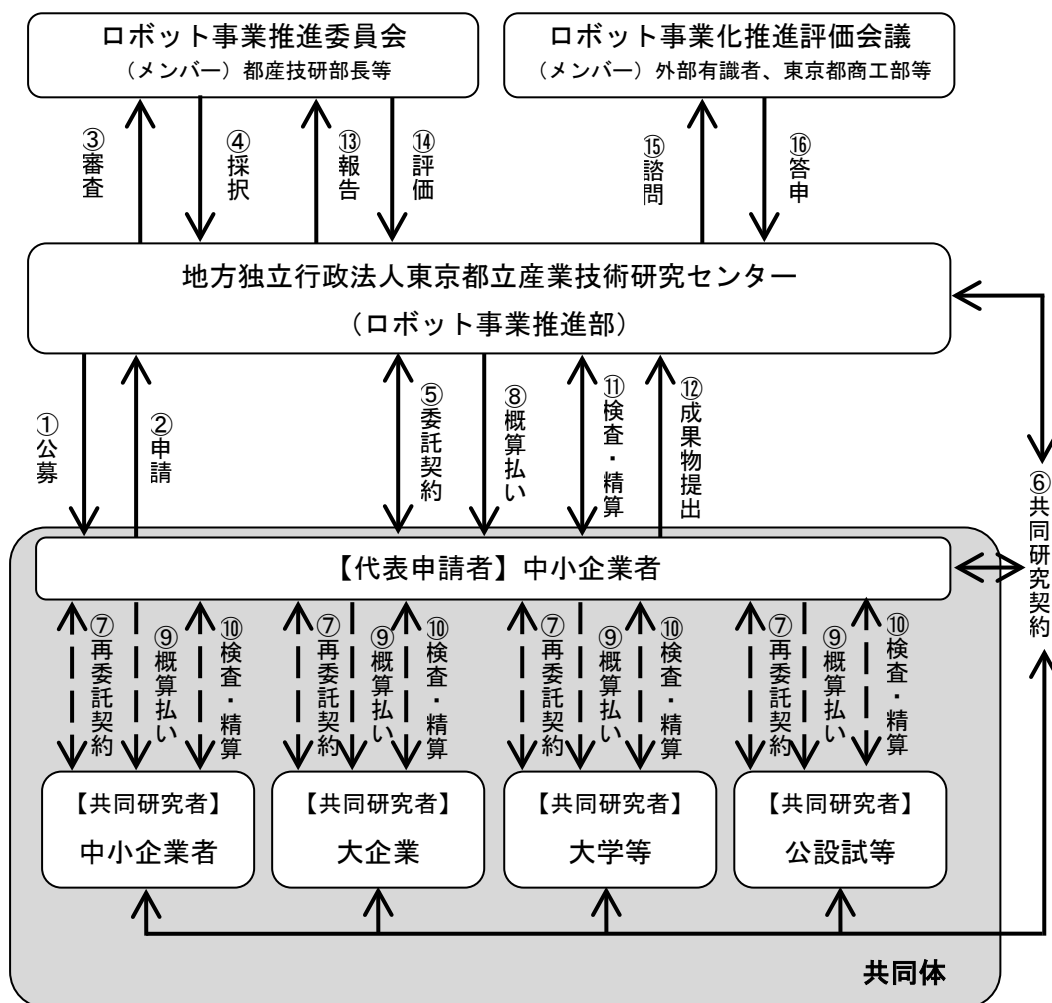 ロボット事業推進委員会
（メンバー）都産技研部長等
ロボット事業化推進評価会議
（メンバー）外部有識者、東京都商工部等
③審査
④採択
⑬報告
⑭評価
⑮諮問
⑯答申
地方独立行政法人東京都立産業技術研究センター
（ロボット事業推進部）
①公募
②申請
⑤委託契約
⑧概算払い
⑪検査・精算
⑫成果物提出
⑥共同研究契約
【代表申請者】中小企業者
⑦再委託契約
⑨概算払い
⑩検査・精算
⑦再委託契約
⑨概算払い
⑩検査・精算
⑦再委託契約
⑨概算払い
⑩検査・精算
⑦再委託契約
⑨概算払い
⑩検査・精算
【共同研究者】
中小企業者
【共同研究者】
大企業
【共同研究者】
大学等
【共同研究者】
公設試等
共同体